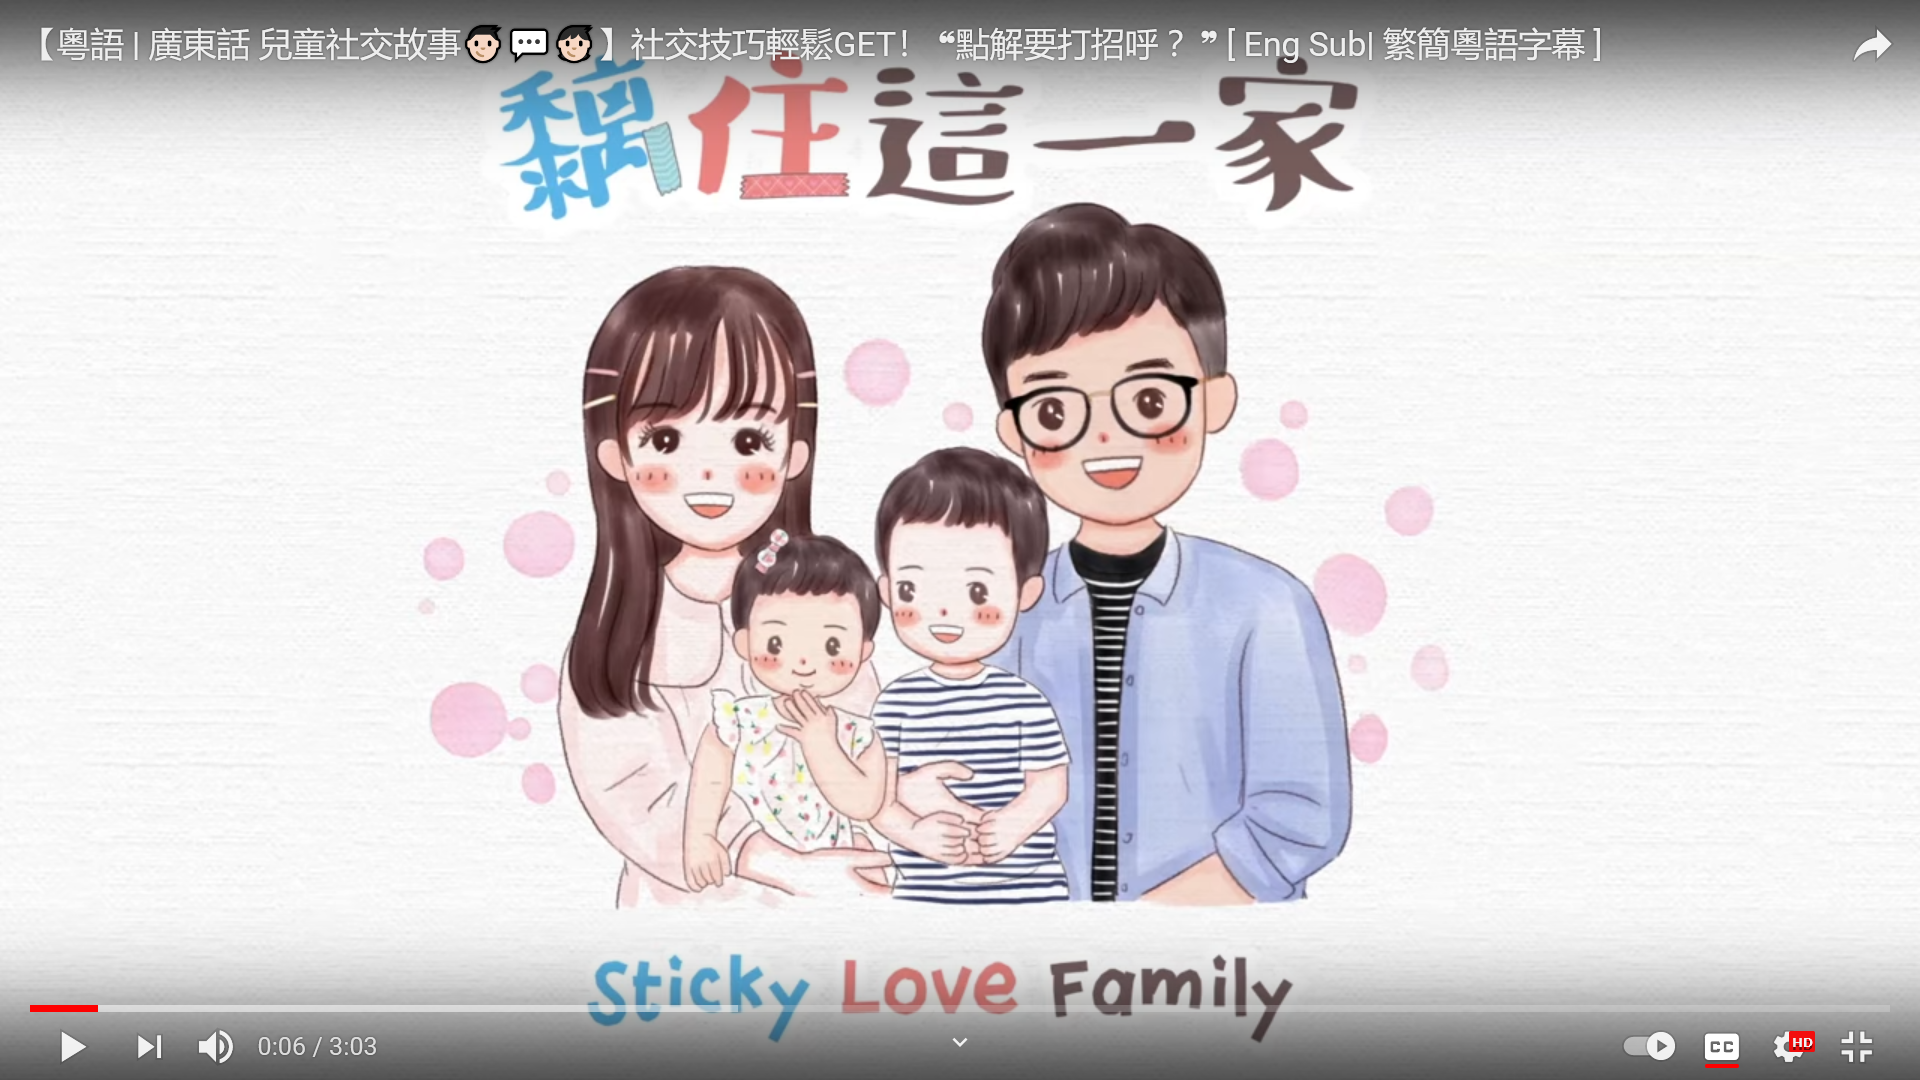 【粵語 | 廣東話 兒童社交故事🧒🏻💬👧🏻】社交技巧輕鬆GET！ “點解要打招呼？” [ Eng Sub| 繁簡粵語字幕 ]
黐住這一家
Sticky Love Family
0:06 / 3:03
CC
HD